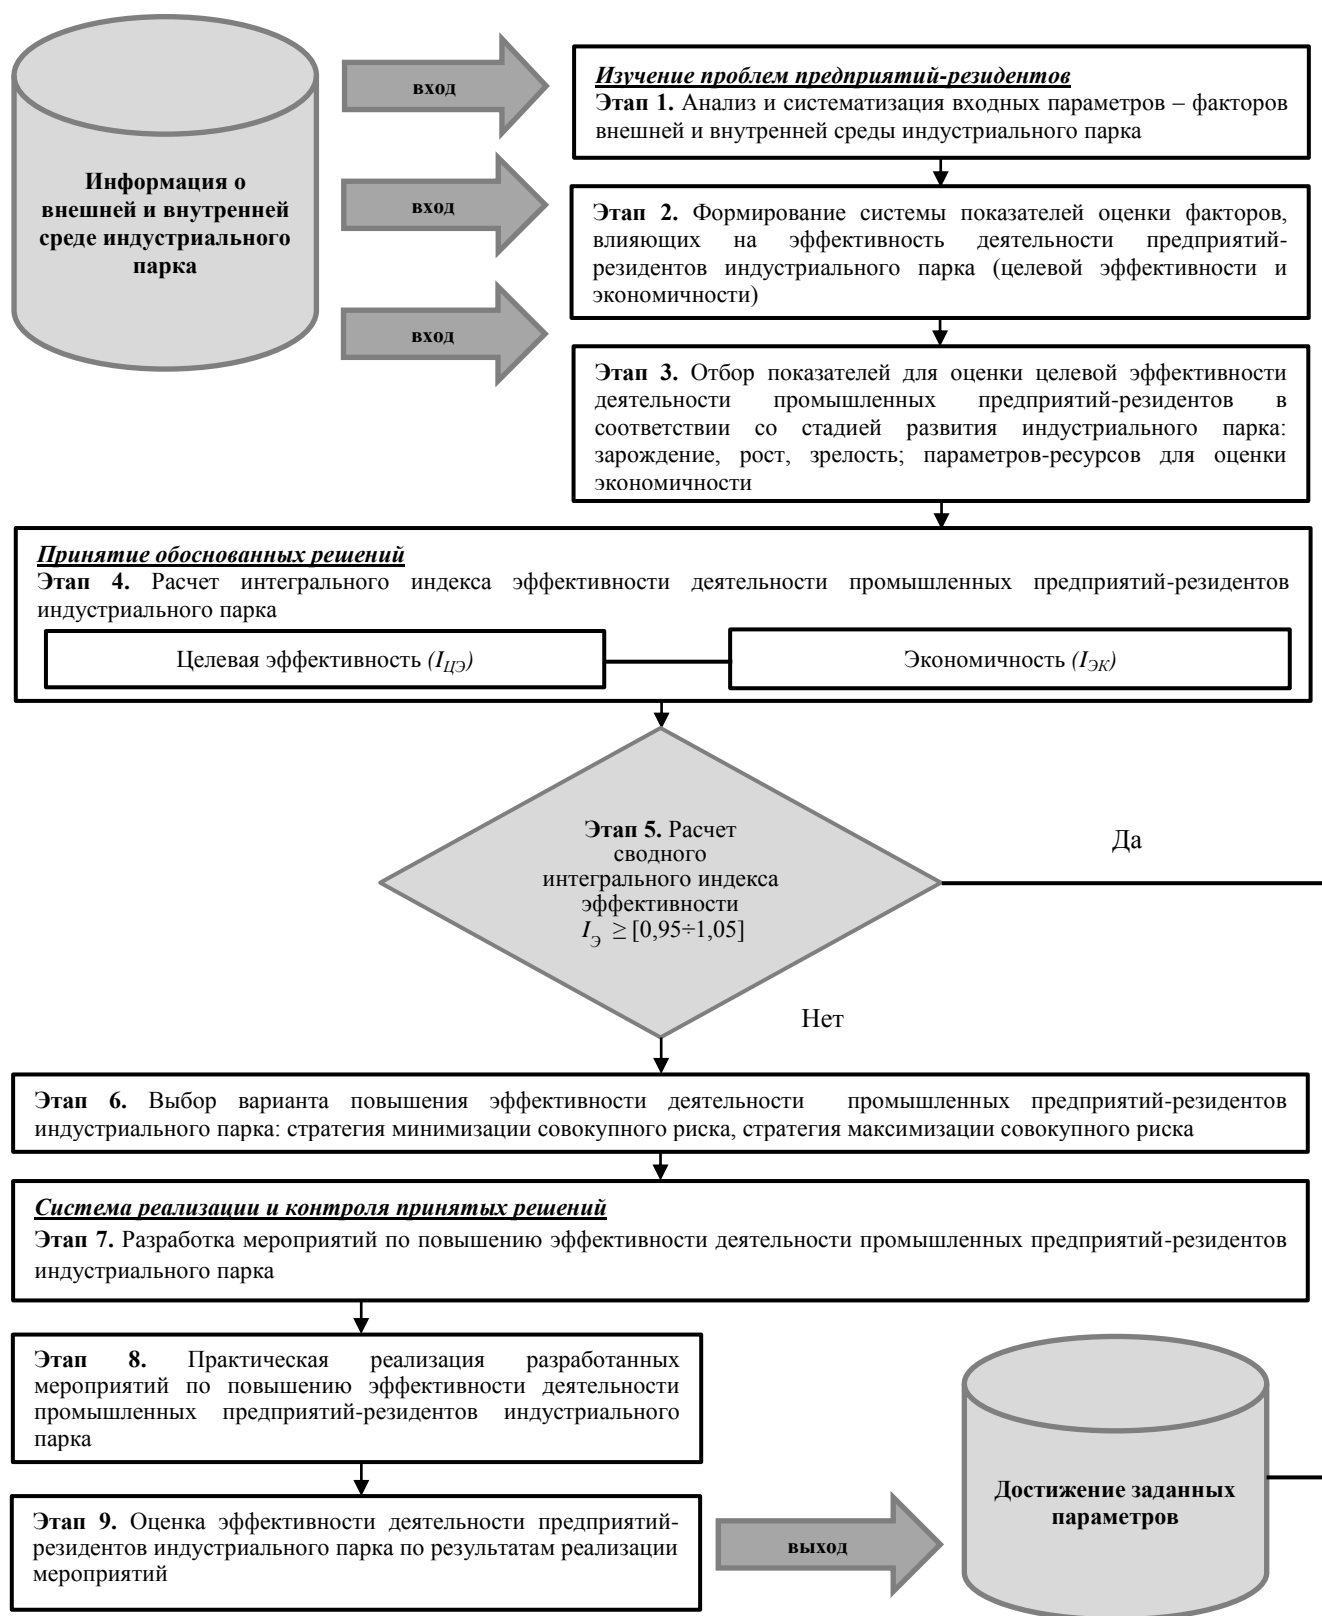 Информация о
внешней и внутренней
среде индустриального
парка
вход
вход
вход
Изучение проблем предприятий-резидентов
Этап 1. Анализ и систематизация входных параметров – факторов
внешней и внутренней среды индустриального парка
Этап 2. Формирование системы показателей оценки факторов,
влияющих на эффективность деятельности предприятий-
резидентов индустриального парка (целевой эффективности и
экономичности)
Этап 3. Отбор показателей для оценки целевой эффективности
деятельности промышленных предприятий-резидентов в
соответствии со стадией развития индустриального парка:
зарождение, рост, зрелость; параметров-ресурсов для оценки
экономичности
Принятие обоснованных решений
Этап 4. Расчет интегрального индекса эффективности деятельности промышленных предприятий-резидентов
индустриального парка
Целевая эффективность (I_ЦЭ)
Экономичность (I_ЭК)
Этап 5. Расчет
сводного
интегрального индекса
эффективности
I_Э ≥ [0,95÷1,05]
Да
Нет
Этап 6. Выбор варианта повышения эффективности деятельности промышленных предприятий-резидентов
индустриального парка: стратегия минимизации совокупного риска, стратегия максимизации совокупного риска
Система реализации и контроля принятых решений
Этап 7. Разработка мероприятий по повышению эффективности деятельности промышленных предприятий-резидентов
индустриального парка
Этап 8. Практическая реализация разработанных
мероприятий по повышению эффективности деятельности
промышленных предприятий-резидентов индустриального
парка
Этап 9. Оценка эффективности деятельности предприятий-
резидентов индустриального парка по результатам реализации
мероприятий
выход
Достижение заданных
параметров